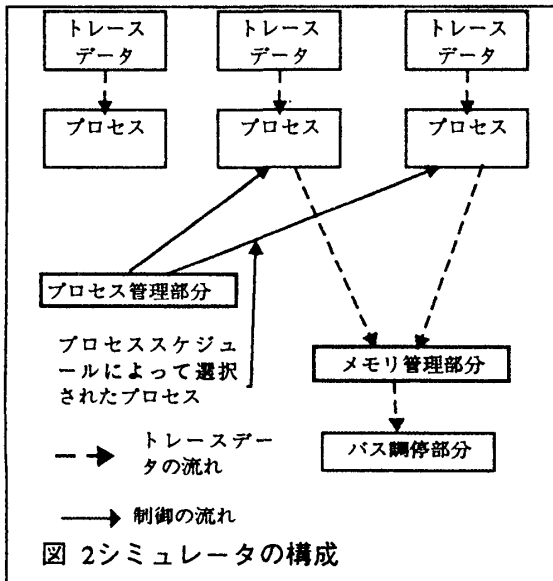 トレース
データ
トレース
データ
トレース
データ
プロセス
プロセス
プロセス
プロセス管理部分
プロセススケジュ
ールによって選択
されたプロセス
メモリ管理部分
バス調停部分
トレースデー
タの流れ
制御の流れ
図 2シミュレータの構成